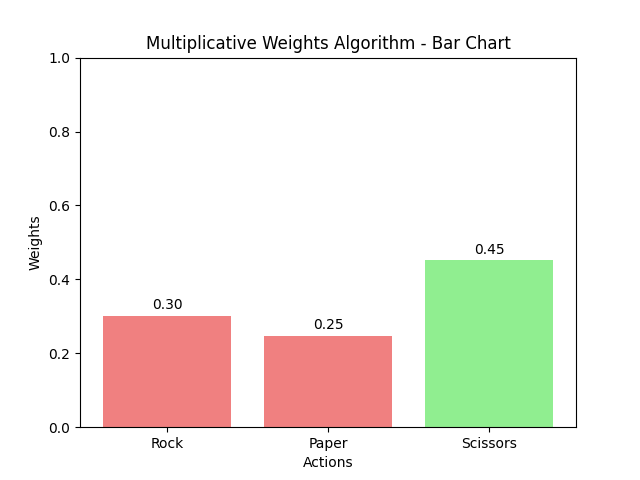 Multiplicative Weights Algorithm - Bar Chart
1.0
0.8
0.6
0.4
0.2
0.0
Weights
0.30
0.25
0.45
Rock
Paper
Scissors
Actions